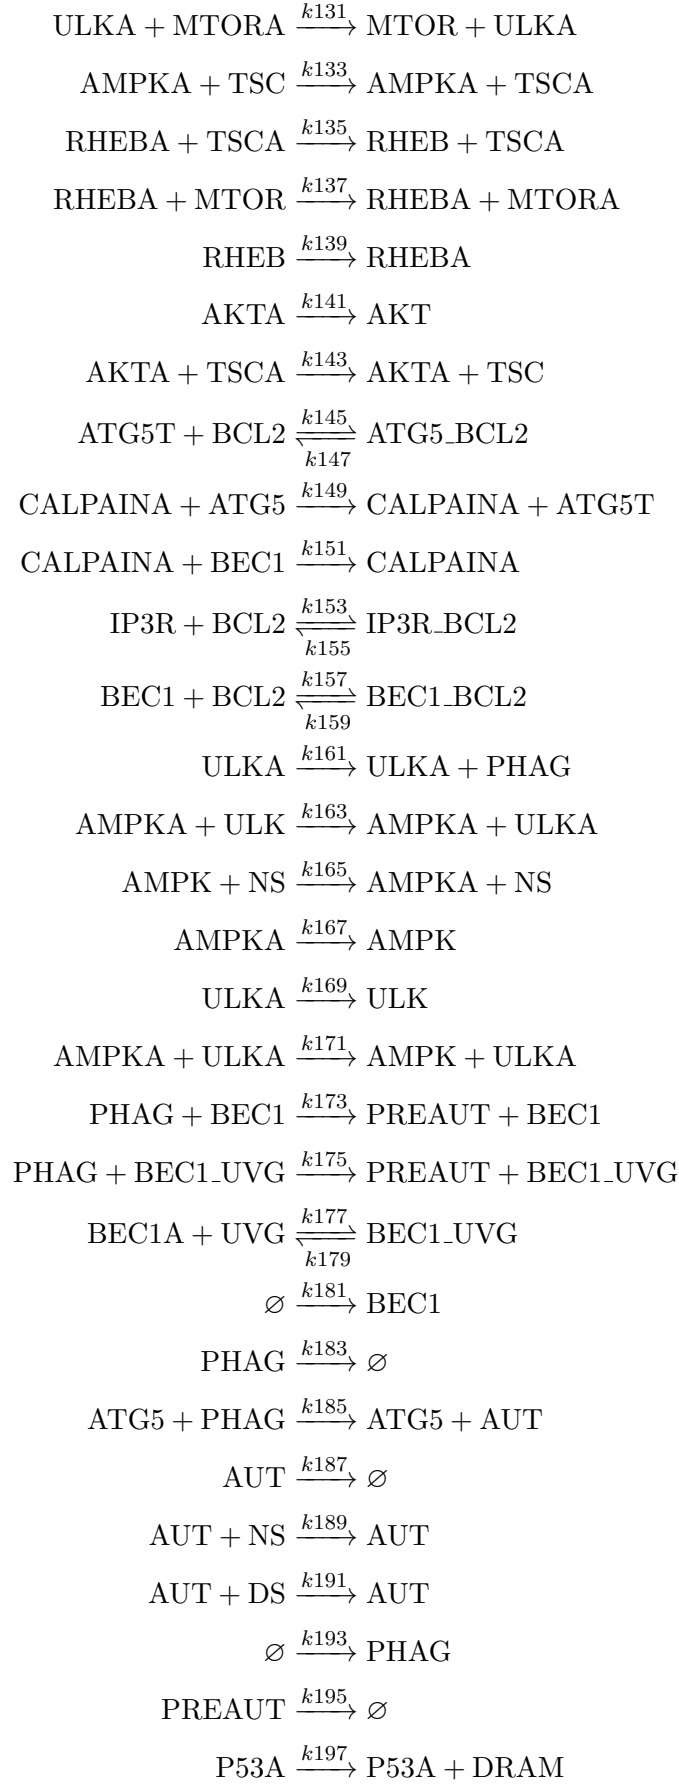 ULKA + MTORA —k131→ MTOR + ULKA
AMPKA + TSC —k133→ AMPKA + TSCA
RHEBA + TSCA —k135→ RHEB + TSCA
RHEBA + MTOR —k137→ RHEBA + MTORA
RHEB —k139→ RHEBA
AKTA —k141→ AKT
AKTA + TSCA —k143→ AKTA + TSC
ATG5T + BCL2 k145 ⇌ k147 ATG5_BCL2
CALPAINA + ATG5 —k149→ CALPAINA + ATG5T
CALPAINA + BEC1 —k151→ CALPAINA
IP3R + BCL2 k153 ⇌ k155 IP3R_BCL2
BEC1 + BCL2 k157 ⇌ k159 BEC1_BCL2
ULKA —k161→ ULKA + PHAG
AMPKA + ULK —k163→ AMPKA + ULKA
AMPK + NS —k165→ AMPKA + NS
AMPKA —k167→ AMPK
ULKA —k169→ ULK
AMPKA + ULKA —k171→ AMPK + ULKA
PHAG + BEC1 —k173→ PREAUT + BEC1
PHAG + BEC1_UVG —k175→ PREAUT + BEC1_UVG
BEC1A + UVG k177 ⇌ k179 BEC1_UVG
∅ —k181→ BEC1
PHAG —k183→ ∅
ATG5 + PHAG —k185→ ATG5 + AUT
AUT —k187→ ∅
AUT + NS —k189→ AUT
AUT + DS —k191→ AUT
∅ —k193→ PHAG
PREAUT —k195→ ∅
P53A —k197→ P53A + DRAM